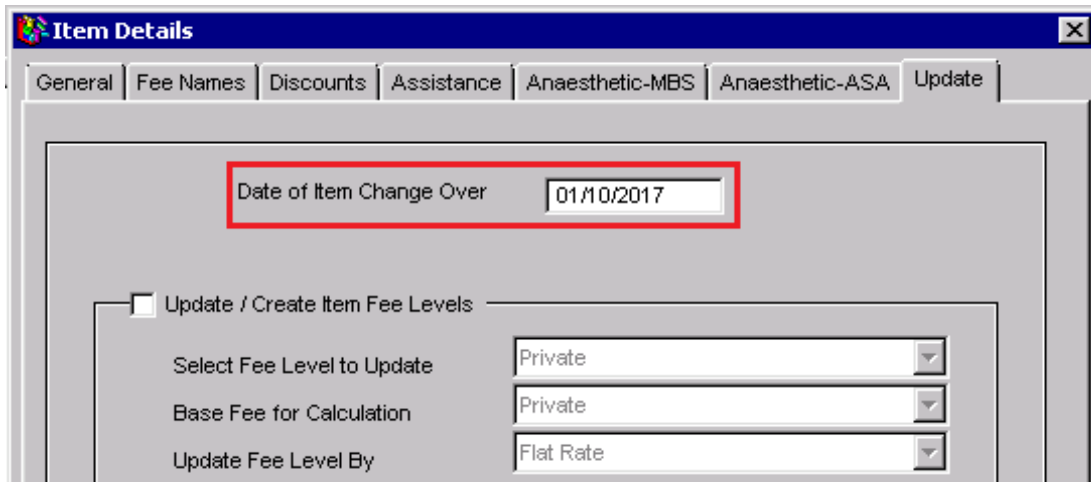 Item Details
General Fee Names Discounts Assistance Anaesthetic-MBS Anaesthetic-ASA Update
Date of Item Change Over 01/10/2017
Update / Create Item Fee Levels
Select Fee Level to Update Private
Base Fee for Calculation Private
Update Fee Level By Flat Rate